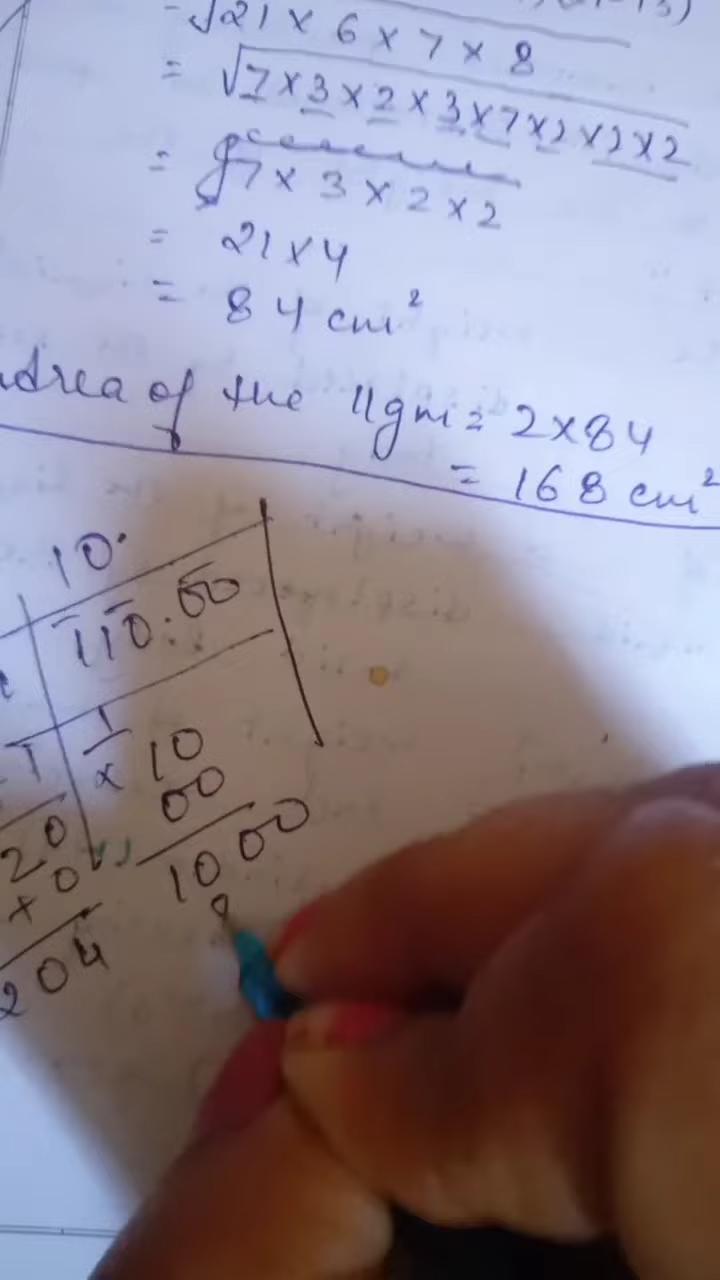 = √21 × 6 × 7 × 8
= √7 × 3 × 2 × 3 × 7 × 2 × 2 × 2
= 7 × 3 × 2 × 2
= 21 × 4
= 84 cm²
Area of the llgm = 2 × 84
= 168 cm²
10.
110.00
1 1
× 10
20 00
+ 0 1000
204 8